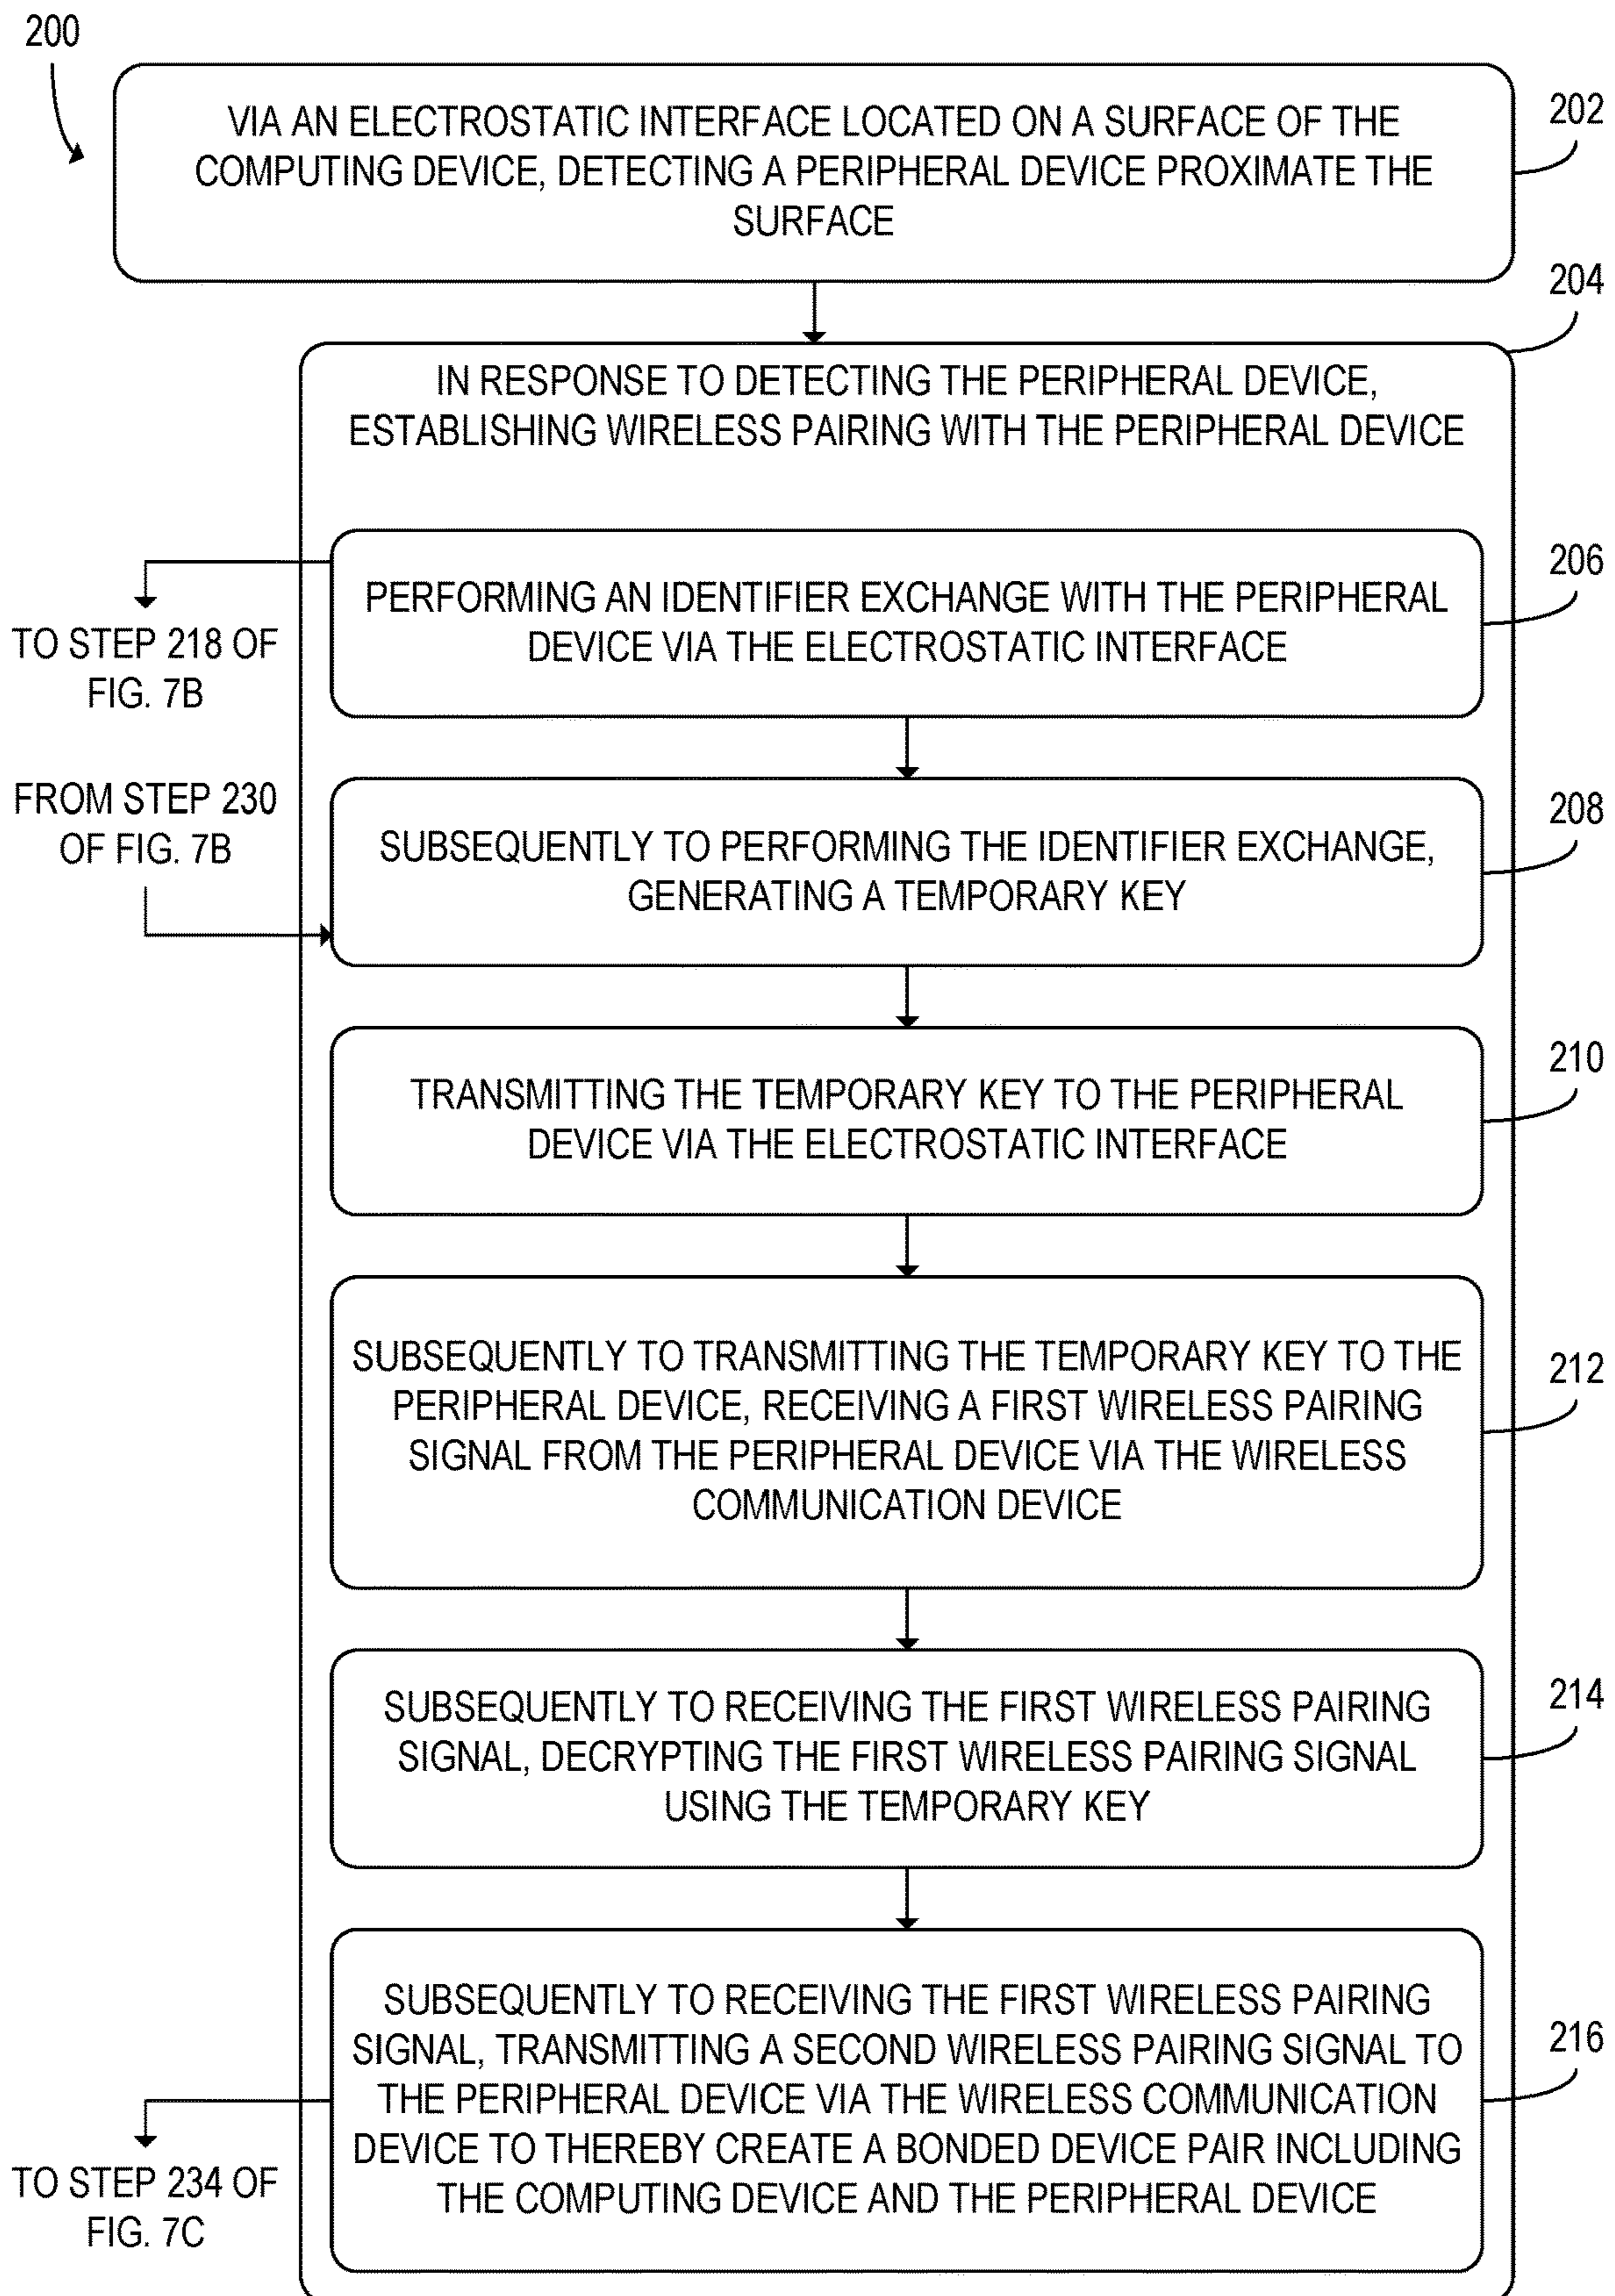 200
VIA AN ELECTROSTATIC INTERFACE LOCATED ON A SURFACE OF THE
COMPUTING DEVICE, DETECTING A PERIPHERAL DEVICE PROXIMATE THE
SURFACE
202
204
IN RESPONSE TO DETECTING THE PERIPHERAL DEVICE,
ESTABLISHING WIRELESS PAIRING WITH THE PERIPHERAL DEVICE
206
PERFORMING AN IDENTIFIER EXCHANGE WITH THE PERIPHERAL
DEVICE VIA THE ELECTROSTATIC INTERFACE
TO STEP 218 OF
FIG. 7B
FROM STEP 230
OF FIG. 7B
208
SUBSEQUENTLY TO PERFORMING THE IDENTIFIER EXCHANGE,
GENERATING A TEMPORARY KEY
210
TRANSMITTING THE TEMPORARY KEY TO THE PERIPHERAL
DEVICE VIA THE ELECTROSTATIC INTERFACE
212
SUBSEQUENTLY TO TRANSMITTING THE TEMPORARY KEY TO THE
PERIPHERAL DEVICE, RECEIVING A FIRST WIRELESS PAIRING
SIGNAL FROM THE PERIPHERAL DEVICE VIA THE WIRELESS
COMMUNICATION DEVICE
214
SUBSEQUENTLY TO RECEIVING THE FIRST WIRELESS PAIRING
SIGNAL, DECRYPTING THE FIRST WIRELESS PAIRING SIGNAL
USING THE TEMPORARY KEY
216
SUBSEQUENTLY TO RECEIVING THE FIRST WIRELESS PAIRING
SIGNAL, TRANSMITTING A SECOND WIRELESS PAIRING SIGNAL TO
THE PERIPHERAL DEVICE VIA THE WIRELESS COMMUNICATION
DEVICE TO THEREBY CREATE A BONDED DEVICE PAIR INCLUDING
THE COMPUTING DEVICE AND THE PERIPHERAL DEVICE
TO STEP 234 OF
FIG. 7C